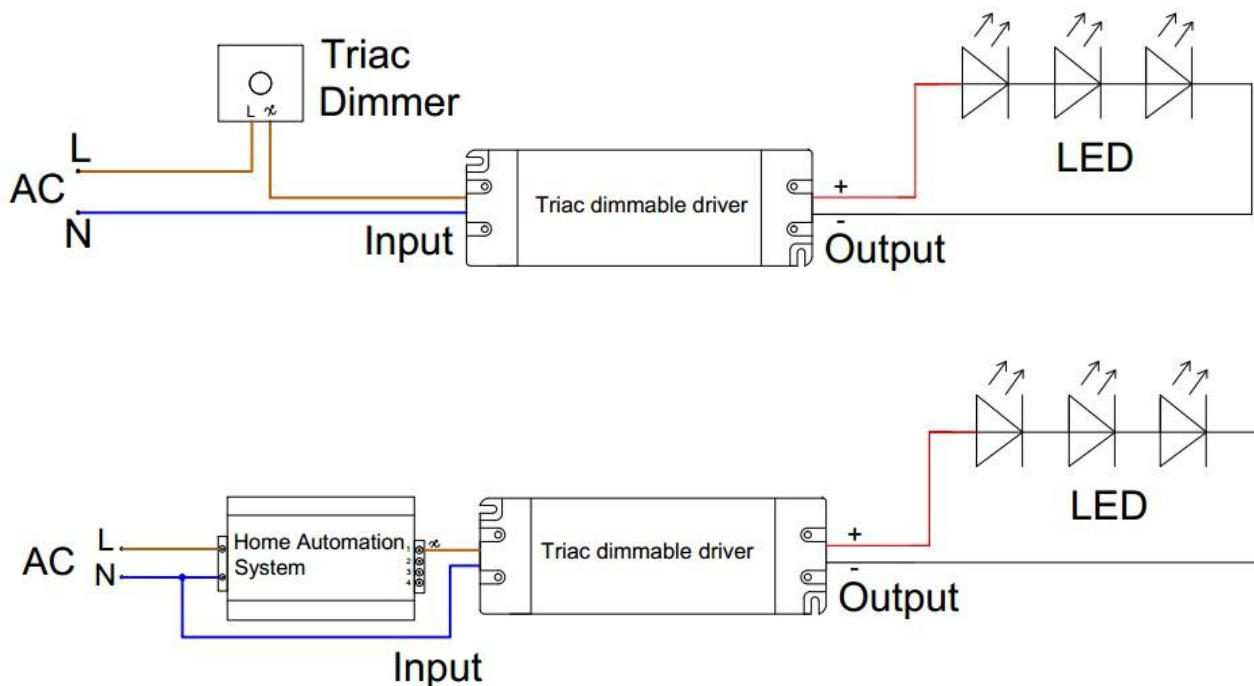 Triac
Dimmer
L
L
AC
N
Input
Triac dimmable driver
+
-
Output
LED
AC
L
N
Home Automation
System
1
2
3
4
Input
Triac dimmable driver
+
-
Output
LED